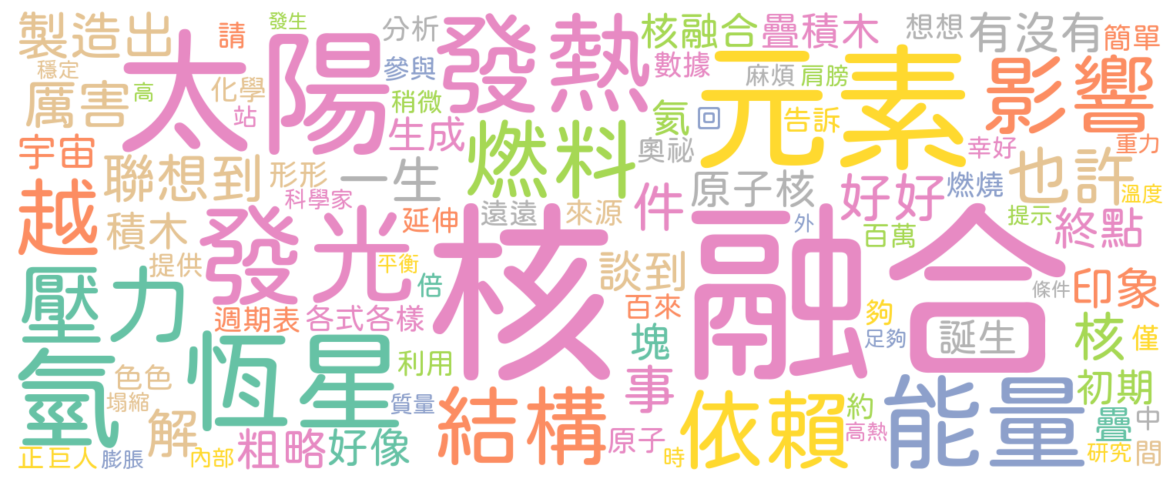 製造出
太陽
請
發生
分析
發熱
核融合
疊積木
想想
有沒有
簡單
穩定
厲害
高
化學
站
參與
稍微
生成
數據
麻煩
肩膀
元素
影響
氦
回
告訴
奧祕
幸好
重力
宇宙
聯想到
形形
一生
燃料
原子核
好好
燃燒
也許
溫度
越
積木
科學家
延伸
遠遠
來源
件
外
百萬
提示
終點
提供
發光
平衡
倍
核融合
談到
百來
條件
印象
壓力
週期表
各式各樣
塊
夠
足夠
誕生
核
僅
氫
恆星
利用
色色
塌縮
質量
事
初期
解
結構
依賴
約
能量
疊
中
正
巨人
膨脹
內部
粗略
好像
原子
時
高熱
研究
間